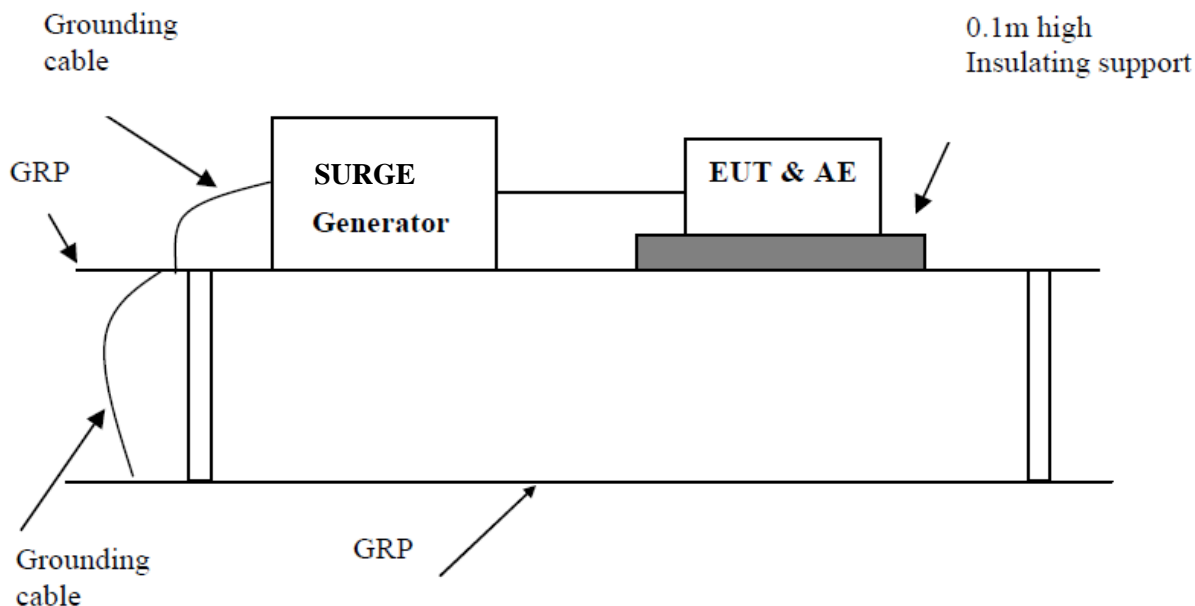 Grounding
cable
0.1m high
Insulating support
GRP
SURGE
Generator
EUT & AE
Grounding
cable
GRP